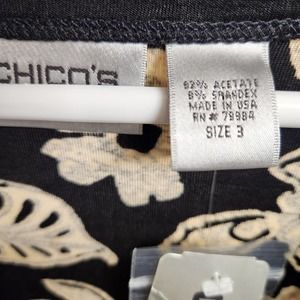 CHICO'S
92% ACETATE
8% SPANDEX
MADE IN USA
RN # 79984
SIZE 3